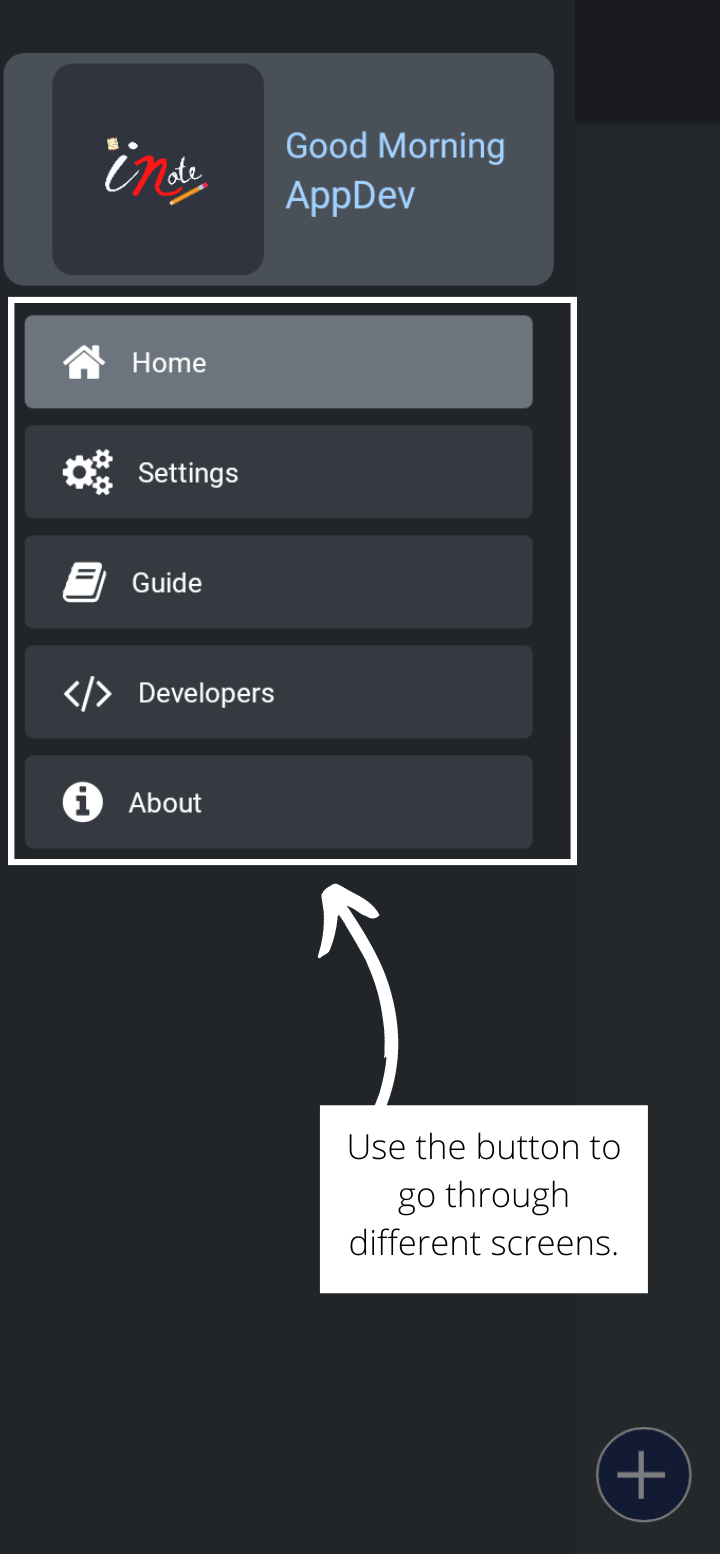 iNote
Good Morning
AppDev
Home
Settings
Guide
Developers
About
Use the button to
go through
different screens.